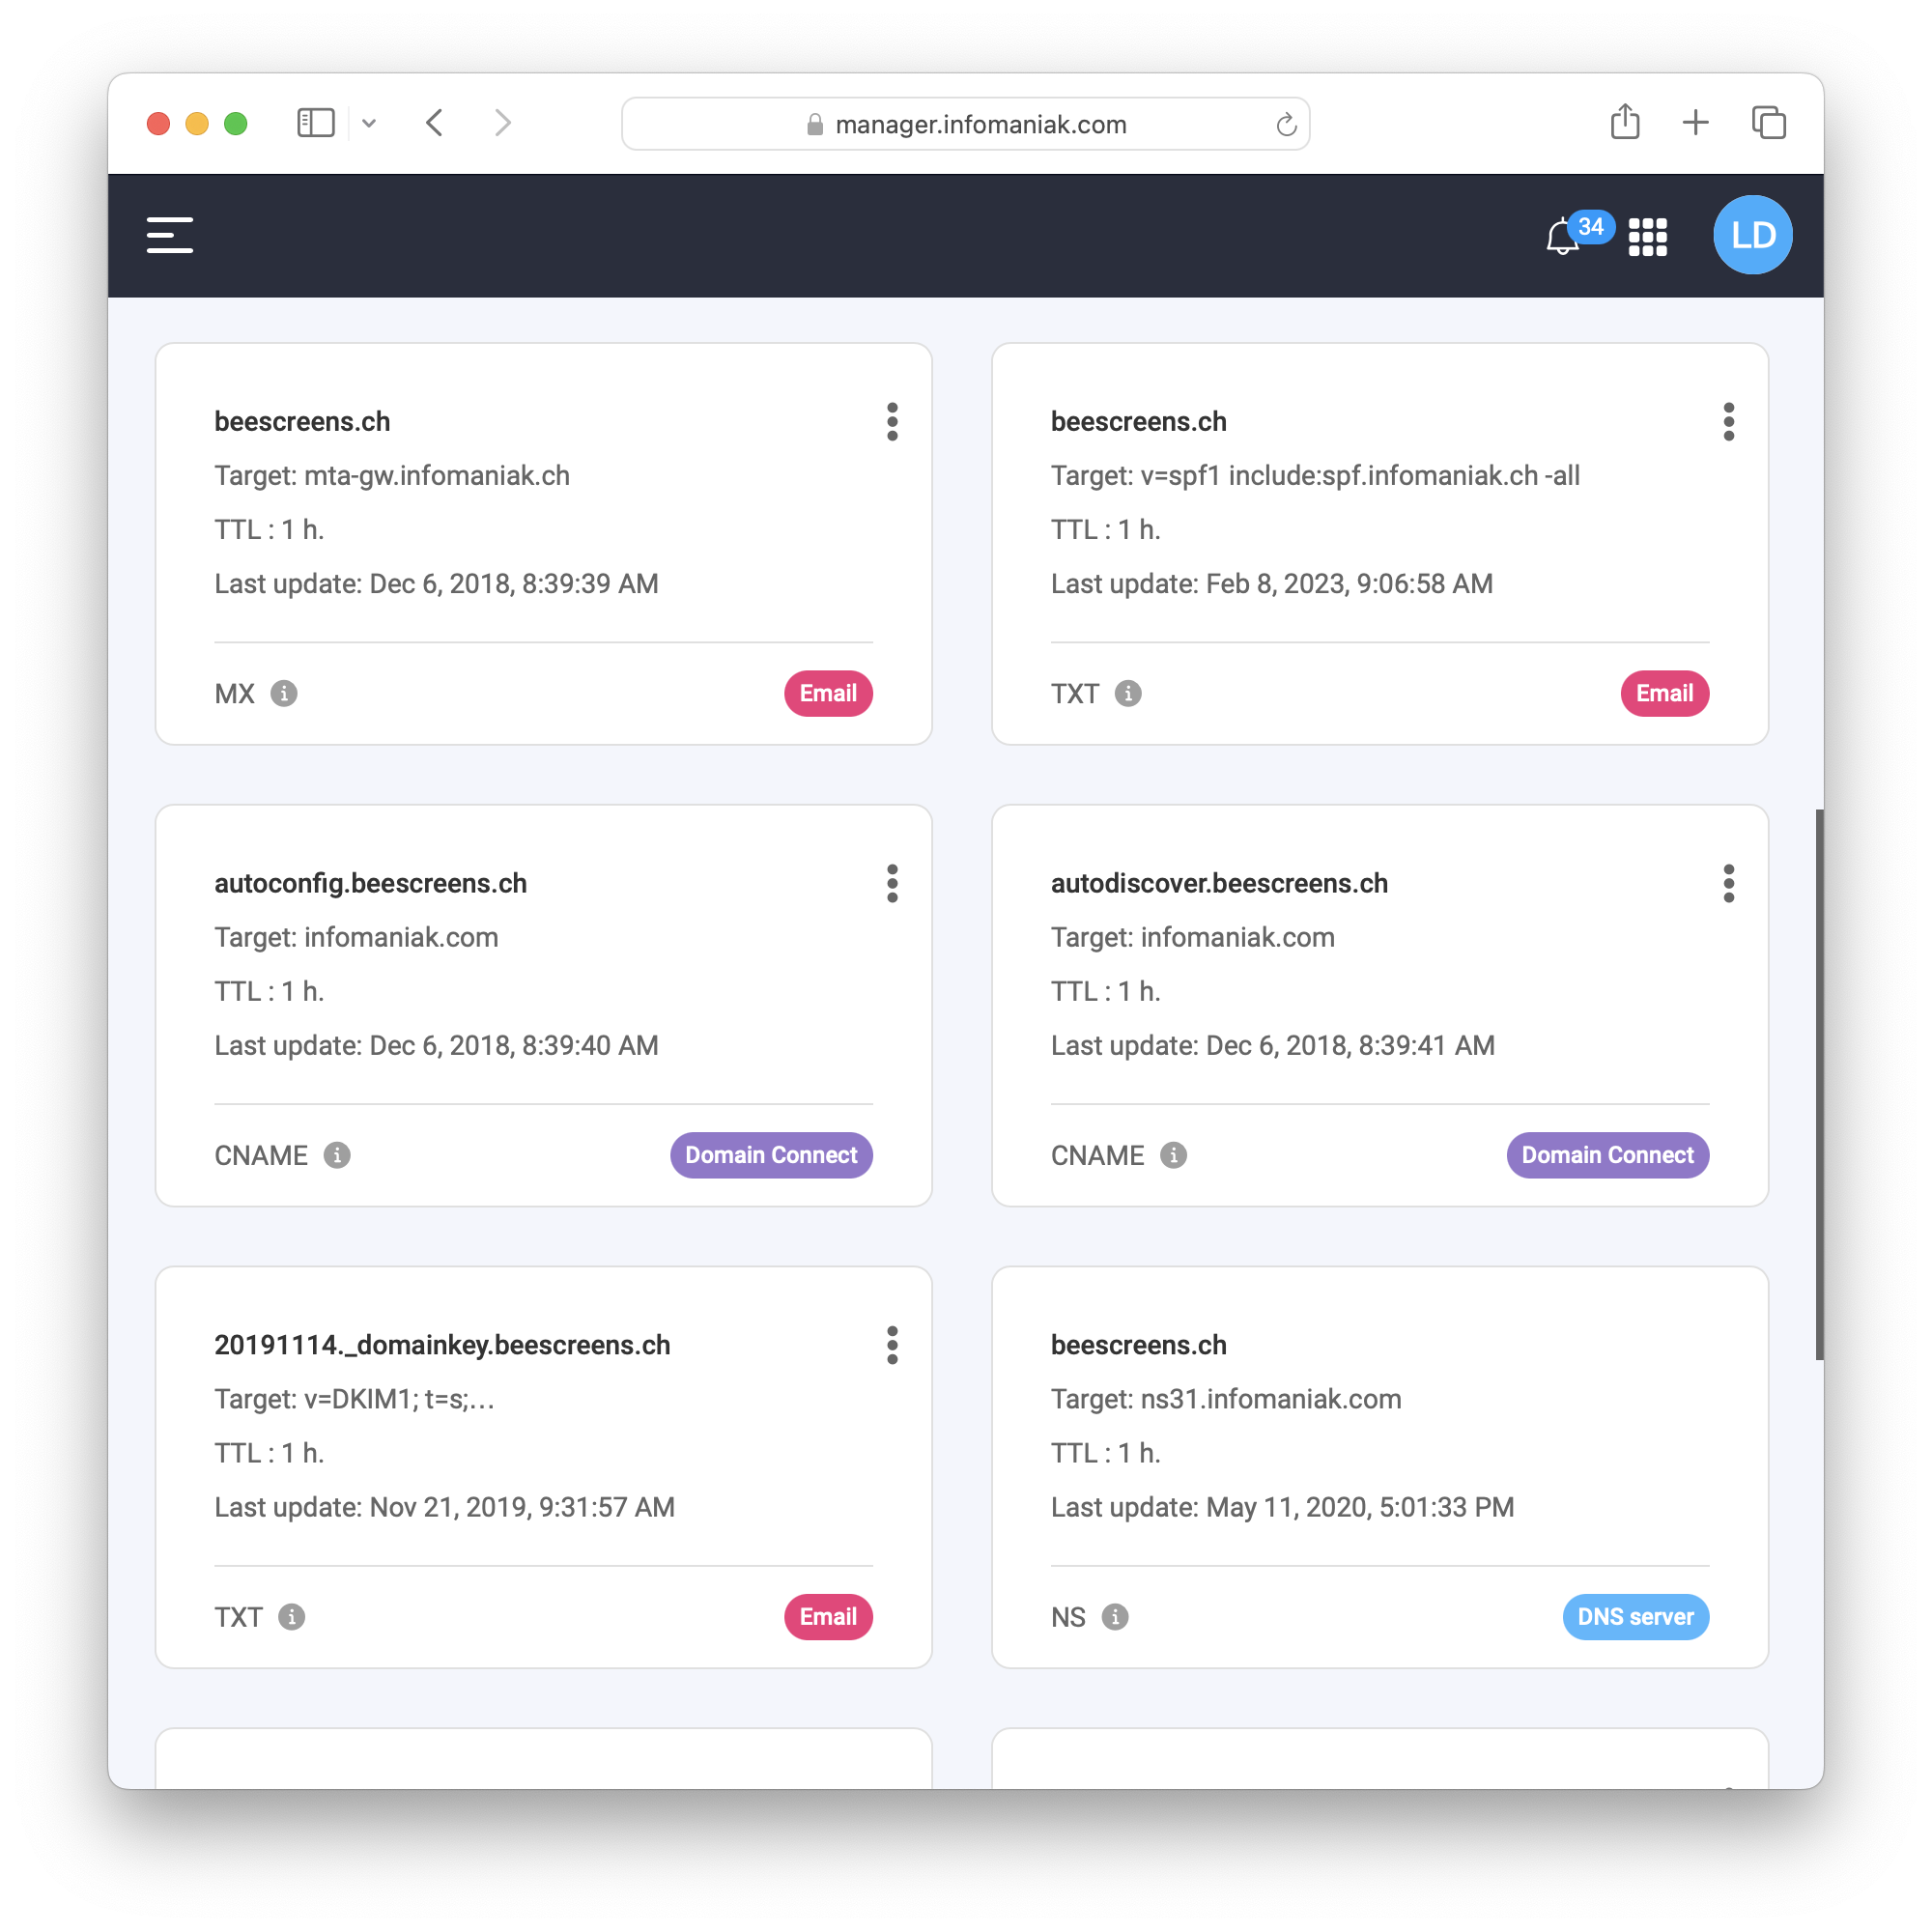 manager.infomaniak.com
34
LD
beescreens.ch
Target: mta-gw.infomaniak.ch
TTL : 1 h.
Last update: Dec 6, 2018, 8:39:39 AM
MX
Email
beescreens.ch
Target: v=spf1 include:spf.infomaniak.ch -all
TTL : 1 h.
Last update: Feb 8, 2023, 9:06:58 AM
TXT
Email
autoconfig.beescreens.ch
Target: infomaniak.com
TTL : 1 h.
Last update: Dec 6, 2018, 8:39:40 AM
CNAME
Domain Connect
autodiscover.beescreens.ch
Target: infomaniak.com
TTL : 1 h.
Last update: Dec 6, 2018, 8:39:41 AM
CNAME
Domain Connect
20191114._domainkey.beescreens.ch
Target: v=DKIM1; t=s;...
TTL : 1 h.
Last update: Nov 21, 2019, 9:31:57 AM
TXT
Email
beescreens.ch
Target: ns31.infomaniak.com
TTL : 1 h.
Last update: May 11, 2020, 5:01:33 PM
NS
DNS server